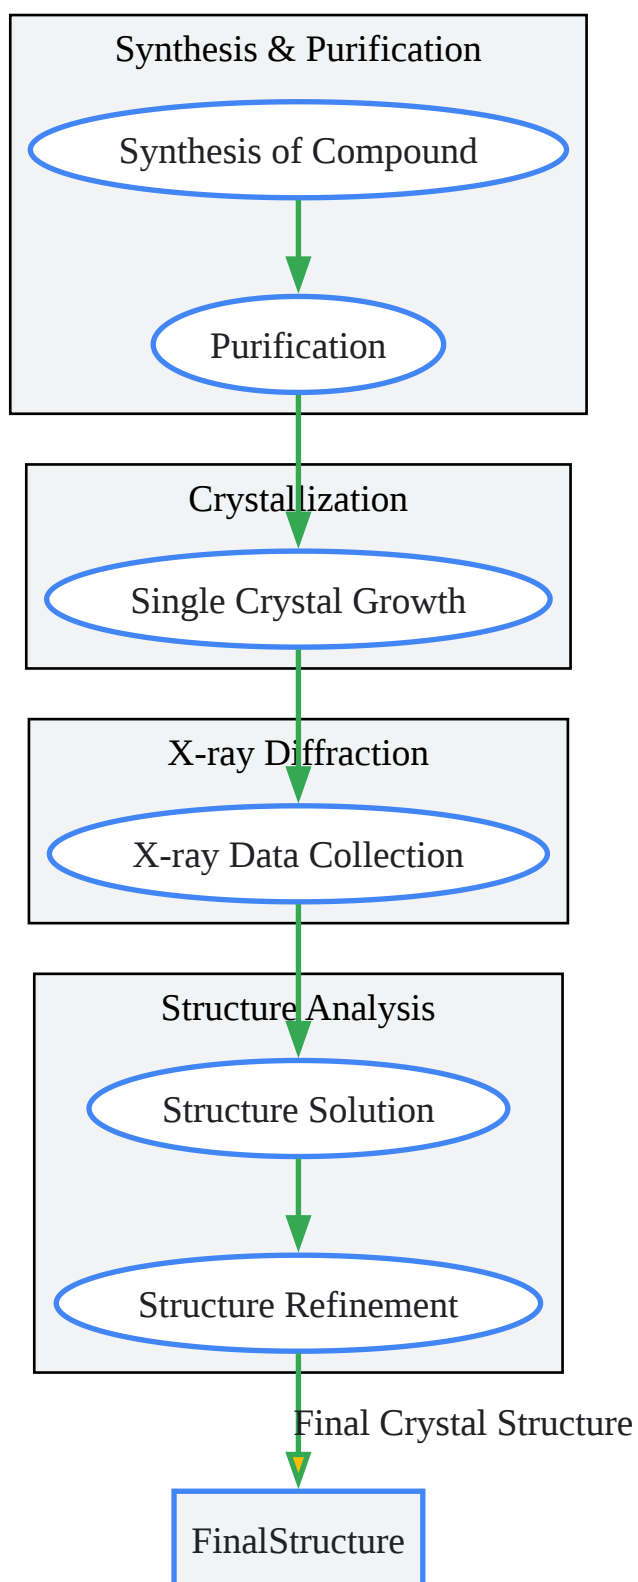 Synthesis & Purification
Synthesis of Compound
Purification
Crystallization
Single Crystal Growth
X-ray Diffraction
X-ray Data Collection
Structure Analysis
Structure Solution
Structure Refinement
Final Crystal Structure
FinalStructure